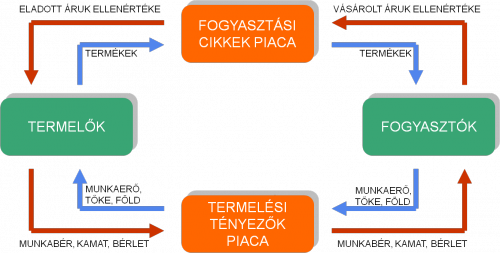 ELADOTT ÁRUK ELLENÉRTÉKE
VÁSÁROLT ÁRUK ELLENÉRTÉKE
FOGYASZTÁSI
CIKKEK PIACA
TERMÉKEK
TERMÉKEK
TERMELŐK
FOGYASZTÓK
MUNKAERŐ,
TŐKE, FÖLD
MUNKAERŐ,
TŐKE, FÖLD
TERMELÉSI
TÉNYEZŐK
PIACA
MUNKABÉR, KAMAT, BÉRLET
MUNKABÉR, KAMAT, BÉRLET